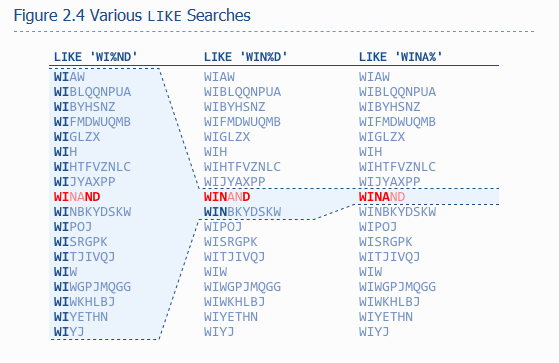 Figure 2.4 Various LIKE Searches
LIKE 'WI%ND' LIKE 'WIN%D' LIKE 'WINA%'
WIAW WIAW WIAW
WIBLQQNPUA WIBLQQNPUA WIBLQQNPUA
WIBYHSNZ WIBYHSNZ WIBYHSNZ
WIFMDWUQMB WIFMDWUQMB WIFMDWUQMB
WIGLZX WIGLZX WIGLZX
WIH WIH WIH
WIHTFVZNLC WIHTFVZNLC WIHTFVZNLC
WIJYAXPP WIJYAXPP WIJYAXPP
WINAND WINAND WINAND
WINBKYDSKW WINBKYDSKW WINBKYDSKW
WIPOJ WIPOJ WIPOJ
WISRGPK WISRGPK WISRGPK
WITJIVQJ WITJIVQJ WITJIVQJ
WIW WIW WIW
WIWGPJMQGG WIWGPJMQGG WIWGPJMQGG
WIWKHLBJ WIWKHLBJ WIWKHLBJ
WIYETHN WIYETHN WIYETHN
WIYJ WIYJ WIYJ